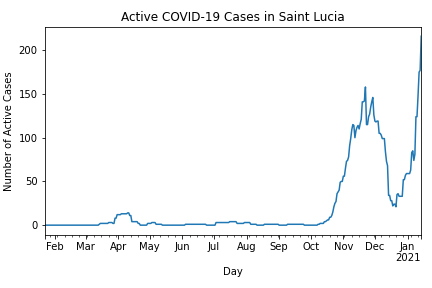 Active COVID-19 Cases in Saint Lucia
Number of Active Cases
200
150
100
50
0
Feb Mar Apr May Jun Jul Aug Sep Oct Nov Dec Jan
2021
Day